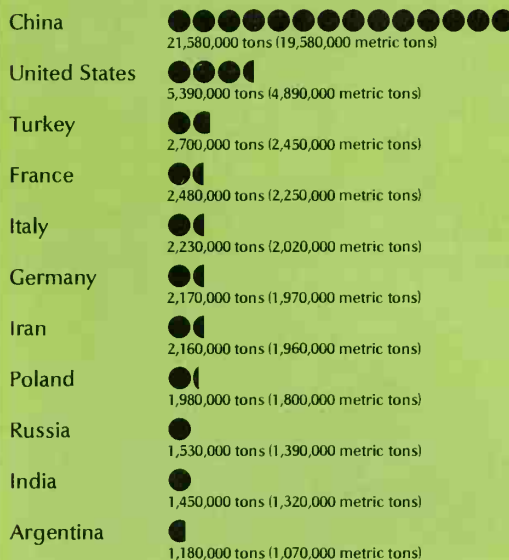 China
21,580,000 tons (19,580,000 metric tons)
United States
5,390,000 tons (4,890,000 metric tons)
Turkey
2,700,000 tons (2,450,000 metric tons)
France
2,480,000 tons (2,250,000 metric tons)
Italy
2,230,000 tons (2,020,000 metric tons)
Germany
2,170,000 tons (1,970,000 metric tons)
Iran
2,160,000 tons (1,960,000 metric tons)
Poland
1,980,000 tons (1,800,000 metric tons)
Russia
1,530,000 tons (1,390,000 metric tons)
India
1,450,000 tons (1,320,000 metric tons)
Argentina
1,180,000 tons (1,070,000 metric tons)